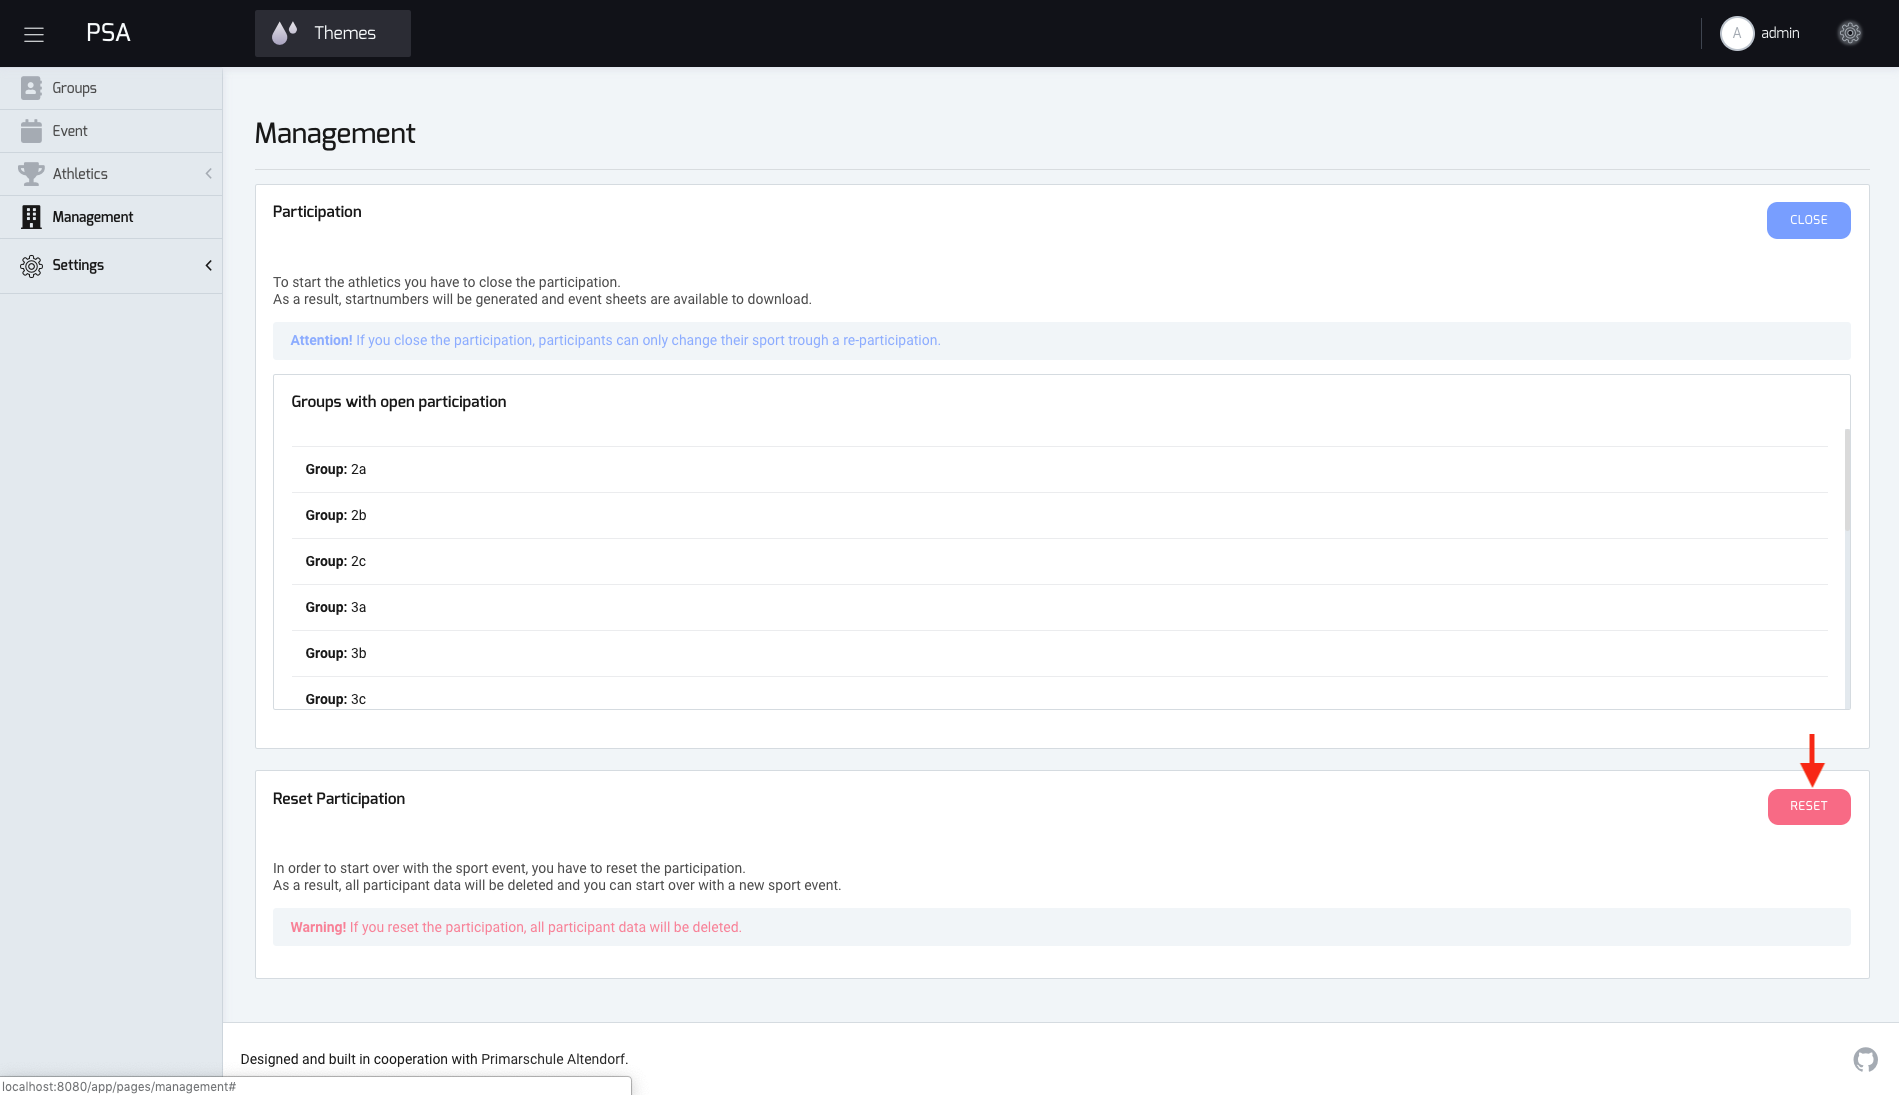 PSA
Themes
A admin
Groups
Event
Athletics
Management
Settings
Management
Participation
CLOSE
To start the athletics you have to close the participation.
As a result, startnumbers will be generated and event sheets are available to download.
Attention! If you close the participation, participants can only change their sport trough a re-participation.
Groups with open participation
Group: 2a
Group: 2b
Group: 2c
Group: 3a
Group: 3b
Group: 3c
Reset Participation
RESET
In order to start over with the sport event, you have to reset the participation.
As a result, all participant data will be deleted and you can start over with a new sport event.
Warning! If you reset the participation, all participant data will be deleted.
Designed and built in cooperation with Primarschule Altendorf.
localhost:8080/app/pages/management#